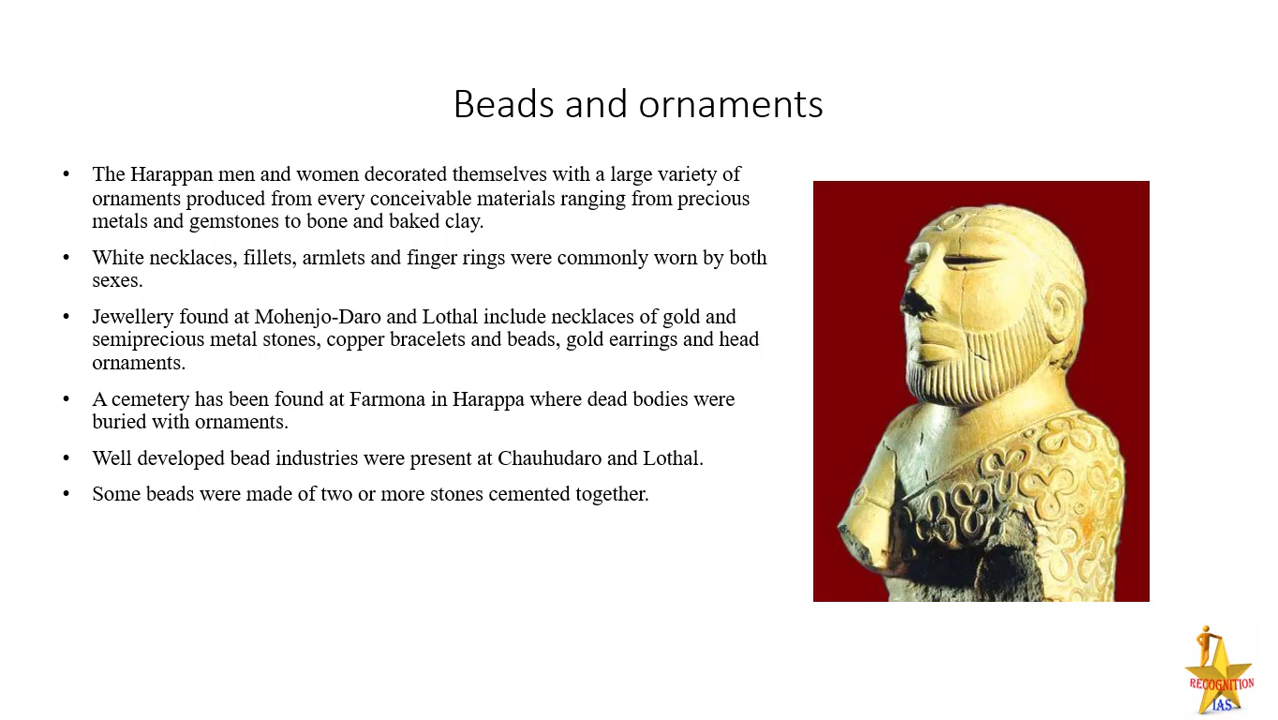 Beads and ornaments
• The Harappan men and women decorated themselves with a large variety of
ornaments produced from every conceivable materials ranging from precious
metals and gemstones to bone and baked clay.
• White necklaces, fillets, armlets and finger rings were commonly worn by both
sexes.
• Jewellery found at Mohenjo-Daro and Lothal include necklaces of gold and
semiprecious metal stones, copper bracelets and beads, gold earrings and head
ornaments.
• A cemetery has been found at Farmona in Harappa where dead bodies were
buried with ornaments.
• Well developed bead industries were present at Chauhudaro and Lothal.
• Some beads were made of two or more stones cemented together.
RECOGNITION
IAS